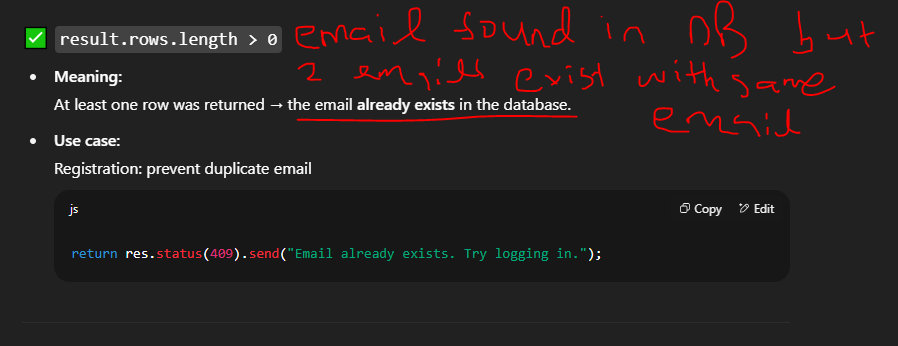 ✅ result.rows.length > 0 email found in DB but
2 emails exist with same
email
• Meaning:
At least one row was returned → the email already exists in the database.
• Use case:
Registration: prevent duplicate email
js Copy Edit
return res.status(409).send("Email already exists. Try logging in.");